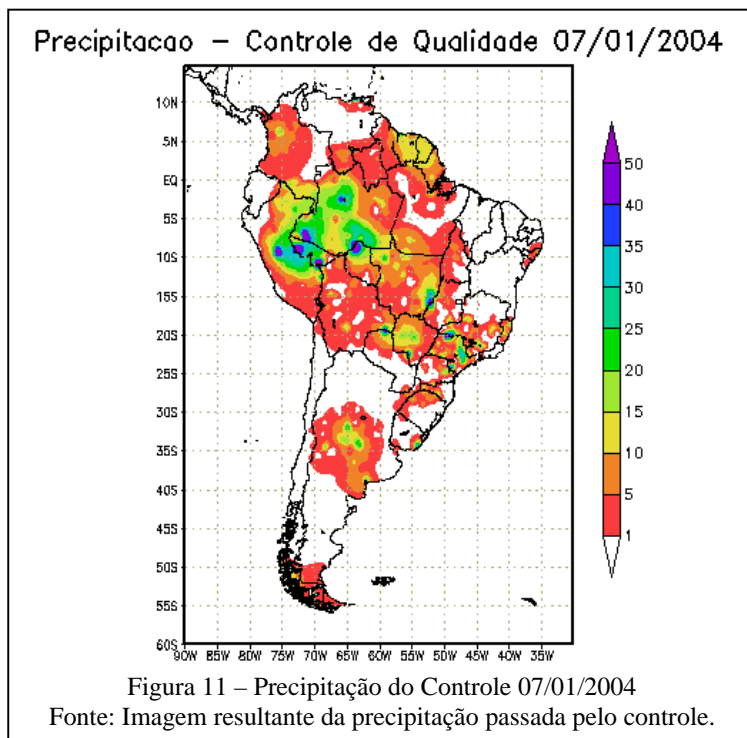 Precipitacao – Controle de Qualidade 07/01/2004
10N
5N
EQ
5S
10S
15S
20S
25S
30S
35S
40S
45S
50S
55S
60S
90W 85W 80W 75W 70W 65W 60W 55W 50W 45W 40W 35W
50
40
35
30
25
20
15
10
5
1
Figura 11 – Precipitação do Controle 07/01/2004
Fonte: Imagem resultante da precipitação passada pelo controle.